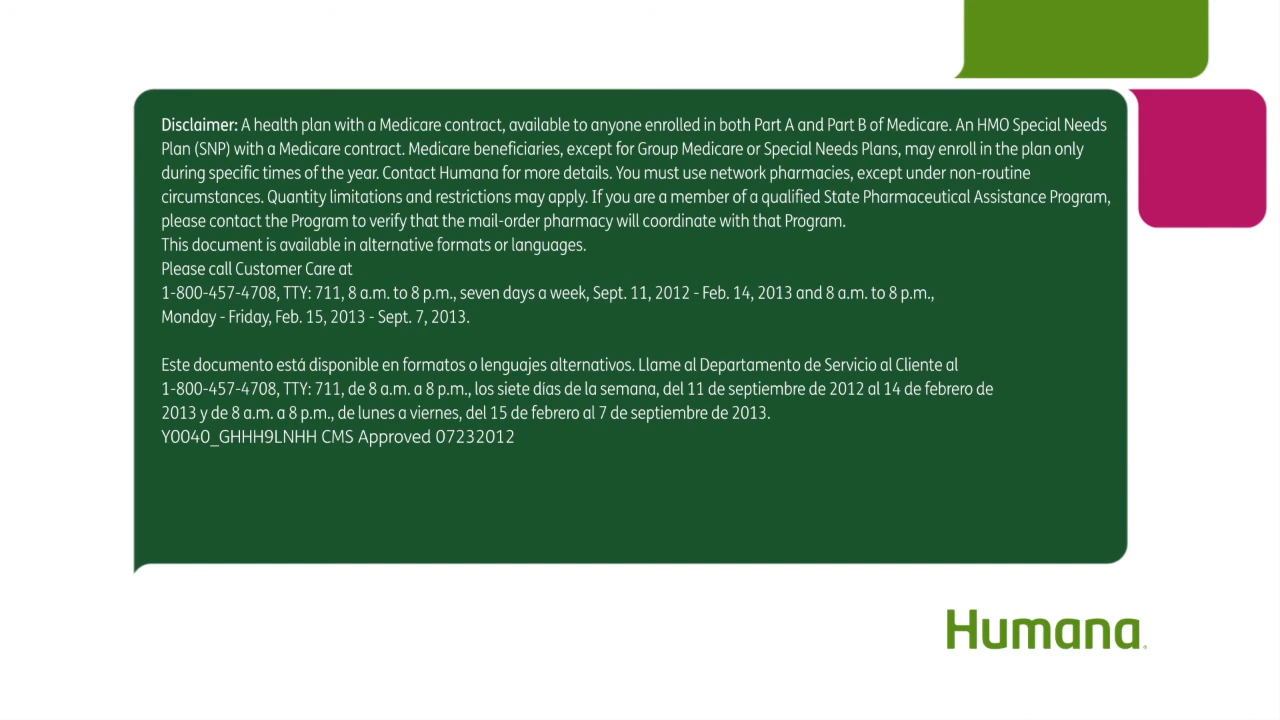 Disclaimer: A health plan with a Medicare contract, available to anyone enrolled in both Part A and Part B of Medicare. An HMO Special Needs
Plan (SNP) with a Medicare contract. Medicare beneficiaries, except for Group Medicare or Special Needs Plans, may enroll in the plan only
during specific times of the year. Contact Humana for more details. You must use network pharmacies, except under non-routine
circumstances. Quantity limitations and restrictions may apply. If you are a member of a qualified State Pharmaceutical Assistance Program,
please contact the Program to verify that the mail-order pharmacy will coordinate with that Program.
This document is available in alternative formats or languages.
Please call Customer Care at
1-800-457-4708, TTY: 711, 8 a.m. to 8 p.m., seven days a week, Sept. 11, 2012 - Feb. 14, 2013 and 8 a.m. to 8 p.m.,
Monday - Friday, Feb. 15, 2013 - Sept. 7, 2013.
Este documento está disponible en formatos o lenguajes alternativos. Llame al Departamento de Servicio al Cliente al
1-800-457-4708, TTY: 711, de 8 a.m. a 8 p.m., los siete días de la semana, del 11 de septiembre de 2012 al 14 de febrero de
2013 y de 8 a.m. a 8 p.m., de lunes a viernes, del 15 de febrero al 7 de septiembre de 2013.
Y0040_GHHH9LNHH CMS Approved 07232012
Humana